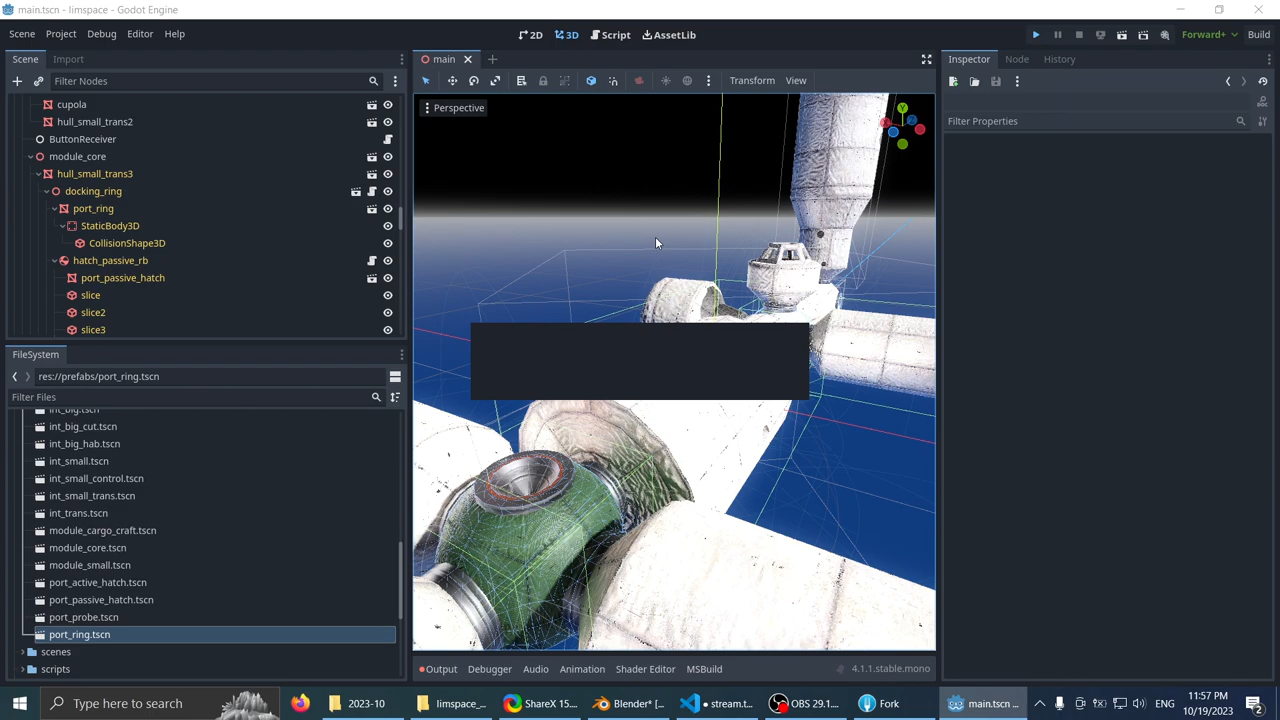 main.tscn - limspace - Godot Engine
Scene Project Debug Editor Help
2D 3D Script AssetLib
Forward+ Build
Scene Import
main
Inspector Node History
Filter Nodes
Transform View
Perspective
Filter Properties
cupola
hull_small_trans2
ButtonReceiver
module_core
hull_small_trans3
docking_ring
port_ring
StaticBody3D
CollisionShape3D
hatch_passive_rb
port_passive_hatch
slice
slice2
slice3
FileSystem
res://prefabs/port_ring.tscn
Filter Files
int_big.tscn
int_big_cut.tscn
int_big_hab.tscn
int_small.tscn
int_small_control.tscn
int_small_trans.tscn
int_trans.tscn
module_cargo_craft.tscn
module_core.tscn
module_small.tscn
port_active_hatch.tscn
port_passive_hatch.tscn
port_probe.tscn
port_ring.tscn
scenes
scripts
Output Debugger Audio Animation Shader Editor MSBuild
4.1.1.stable.mono
Type here to search
2023-10
limspace_...
ShareX 15....
Blender* [...
• stream.t...
OBS 29.1...
Fork
main.tscn ...
ENG
11:57 PM
10/19/2023
2